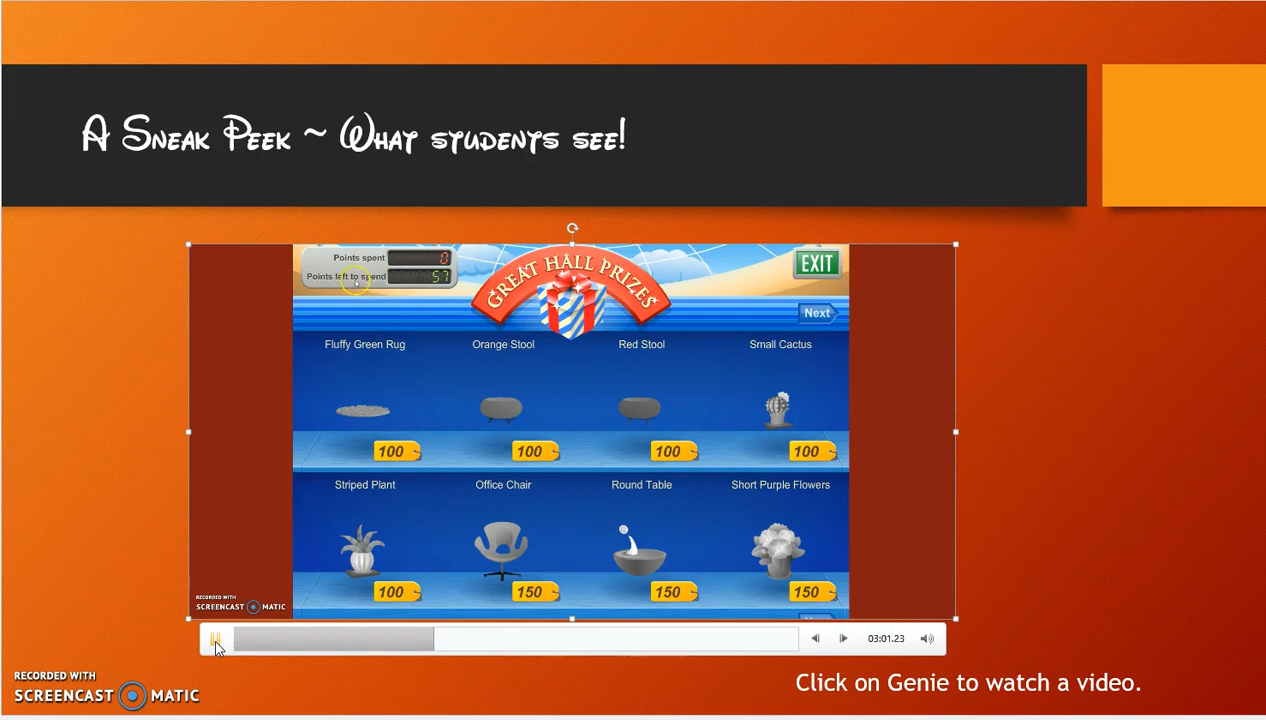 A Sneak Peek ~ What students see!
Points spent 0
Points left to spend 57
GREAT HALL PRIZES
EXIT
Next
Fluffy Green Rug Orange Stool Red Stool Small Cactus
100 100 100 100
Striped Plant Office Chair Round Table Short Purple Flowers
100 150 150 150
RECORDED WITH
SCREENCAST MATIC
03:01.23
RECORDED WITH
SCREENCAST MATIC
Click on Genie to watch a video.